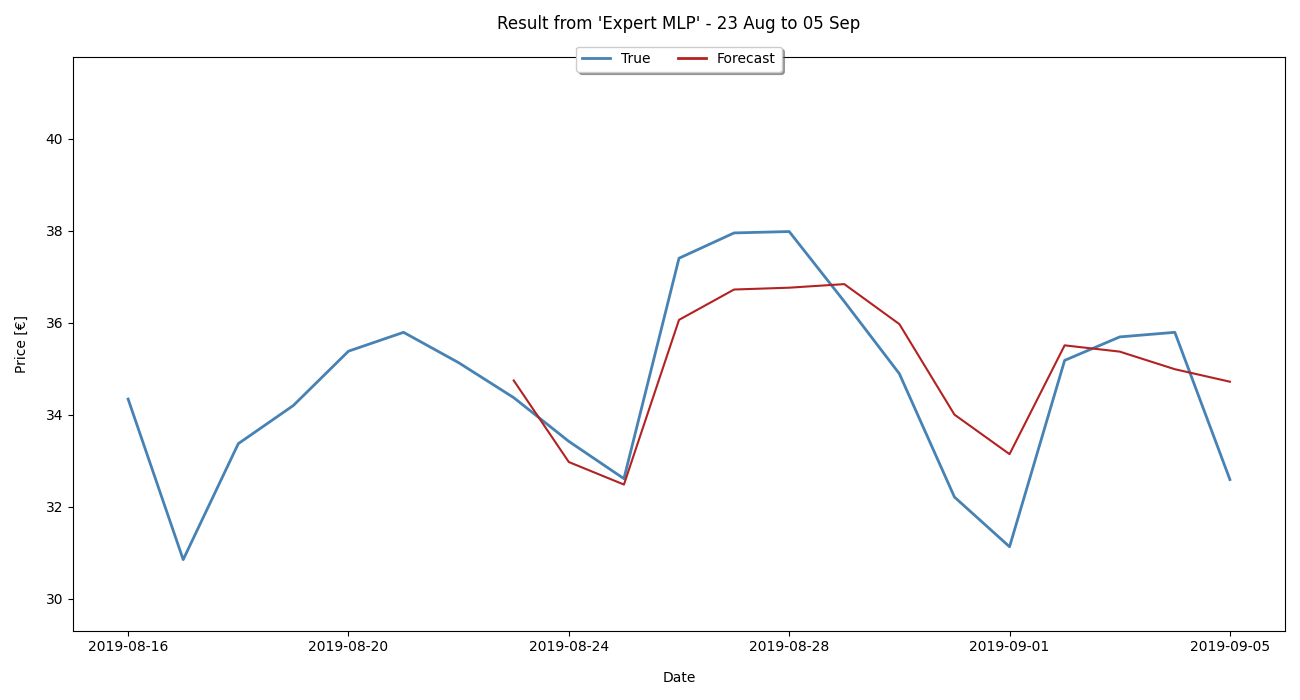 Result from 'Expert MLP' - 23 Aug to 05 Sep
True Forecast
Price [€]
40
38
36
34
32
30
2019-08-16 2019-08-20 2019-08-24 2019-08-28 2019-09-01 2019-09-05
Date